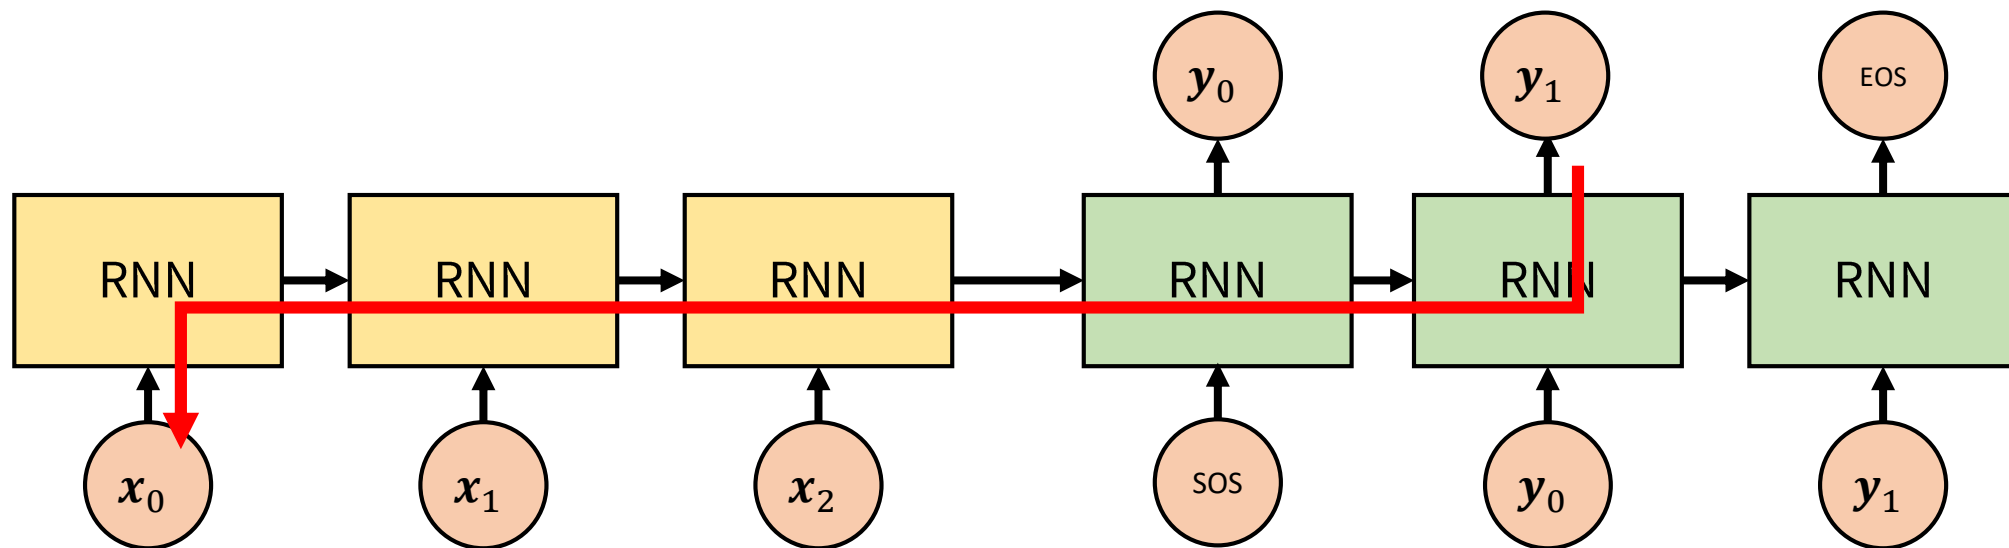 y₀ y₁ EOS
RNN RNN RNN RNN RNN RNN
x₀ x₁ x₂ SOS y₀ y₁